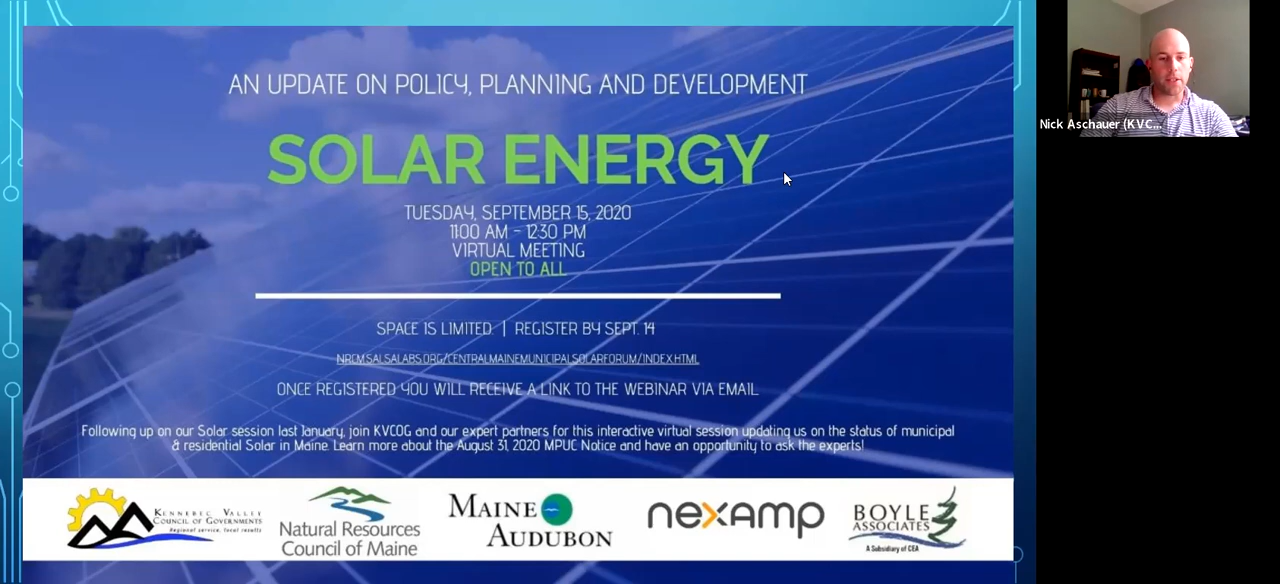 AN UPDATE ON POLICY, PLANNING AND DEVELOPMENT
SOLAR ENERGY
TUESDAY, SEPTEMBER 15, 2020
11:00 AM - 12:30 PM
VIRTUAL MEETING
OPEN TO ALL
SPACE IS LIMITED. | REGISTER BY SEPT. 14
NRCM.SALSALABS.ORG/CENTRALMAINEMUNICIPALSOLARFORUM/INDEX.HTML
ONCE REGISTERED YOU WILL RECEIVE A LINK TO THE WEBINAR VIA EMAIL
Following up on our Solar session last January, join KVCOG and our expert partners for this interactive virtual session updating us on the status of municipal
& residential Solar in Maine. Learn more about the August 31, 2020 MPUC Notice and have an opportunity to ask the experts!
KENNEBEC VALLEY
COUNCIL OF GOVERNMENTS
Regional service, local results
Natural Resources
Council of Maine
MAINE
AUDUBON
nexamp
BOYLE
ASSOCIATES
A Subsidiary of CEA
Nick Aschauer (KVC...